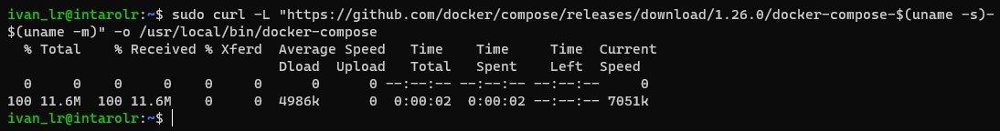 ivan_lr@intarolr:~$ sudo curl -L "https://github.com/docker/compose/releases/download/1.26.0/docker-compose-$(uname -s)-
$(uname -m)" -o /usr/local/bin/docker-compose
  % Total    % Received % Xferd  Average Speed   Time    Time     Time  Current
                                 Dload  Upload   Total   Spent    Left  Speed
  0     0    0     0    0     0      0      0 --:--:-- --:--:-- --:--:--     0
100 11.6M  100 11.6M    0     0  4986k      0  0:00:02  0:00:02 --:--:-- 7051k
ivan_lr@intarolr:~$